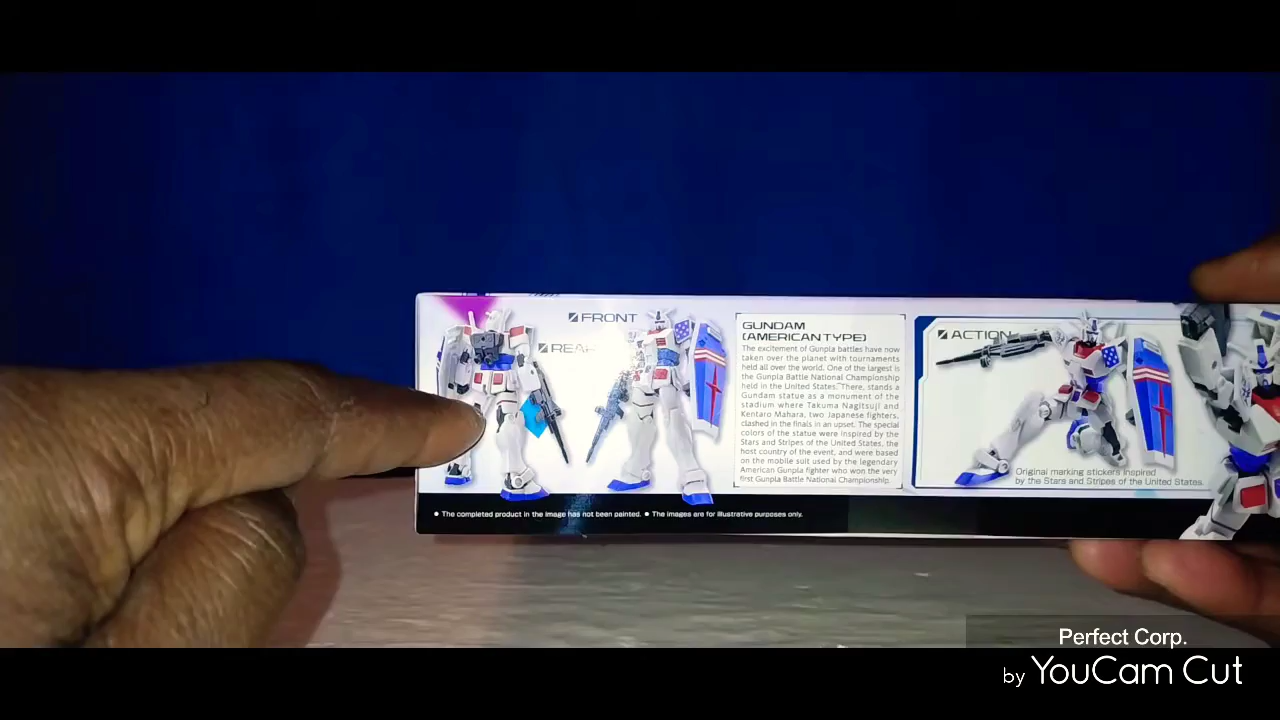 FRONT
REAR
GUNDAM
(AMERICAN TYPE)
The excitement of Gunpla battles have now
taken over the planet with tournaments
held all over the world. One of the largest is
the Gunpla Battle National Championship
held in the United States. There, stands a
Gundam statue as a monument of the
stadium where Takuma Nagitsuji and
Kentaro Mahara, two Japanese fighters,
clashed in the finals in an upset. The special
colors of the statue were inspired by the
Stars and Stripes of the United States, the
host country of the event, and were based
on the mobile suit used by the legendary
American Gunpla fighter who won the very
first Gunpla Battle National Championship.
ACTION
Original marking stickers inspired
by the Stars and Stripes of the United States.
● The completed product in the image has not been painted. ● The images are for illustrative purposes only.
Perfect Corp.
by YouCam Cut